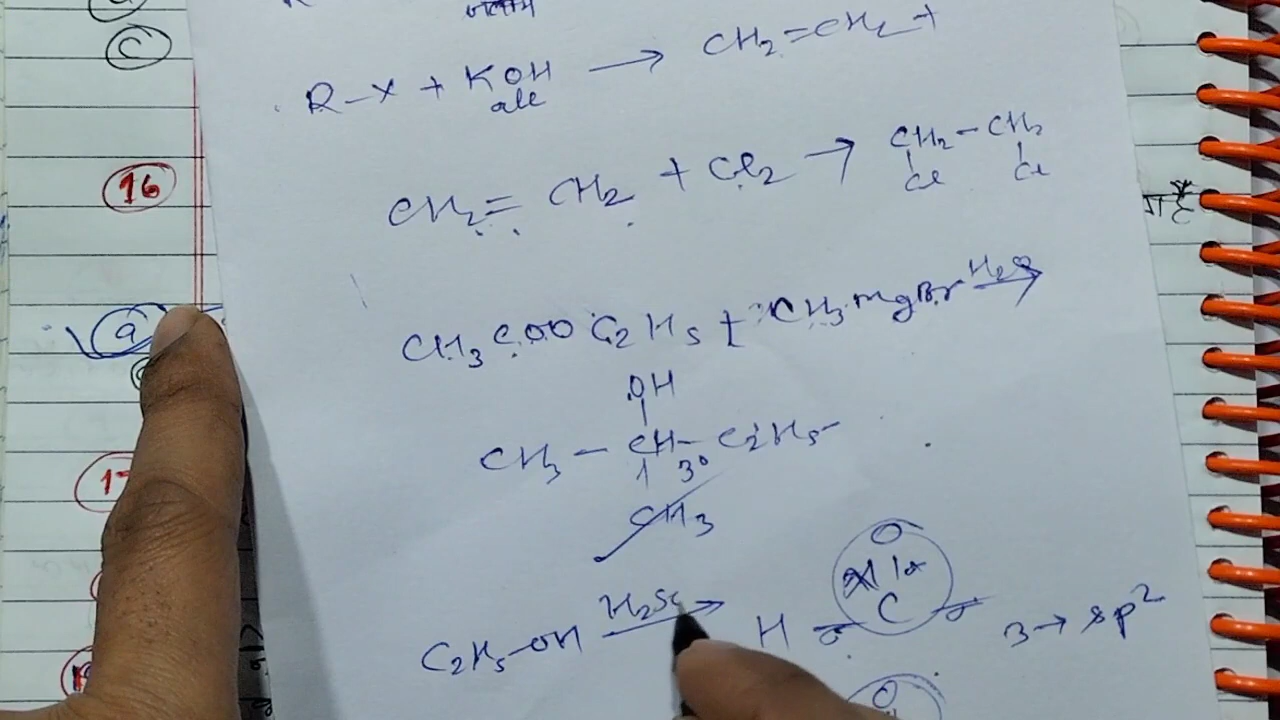 R–X + KOH → CH2=CH2 +
alc
CH2=CH2 + Cl2 → CH2–CH2
Cl Cl
CH3COOC2H5 + CH3MgBr H2O →
OH
CH3–CH–C2H5
3°
CH3
C2H5–OH H2SO →
O
H C 3 → sp2
O
(c)
16
(a)